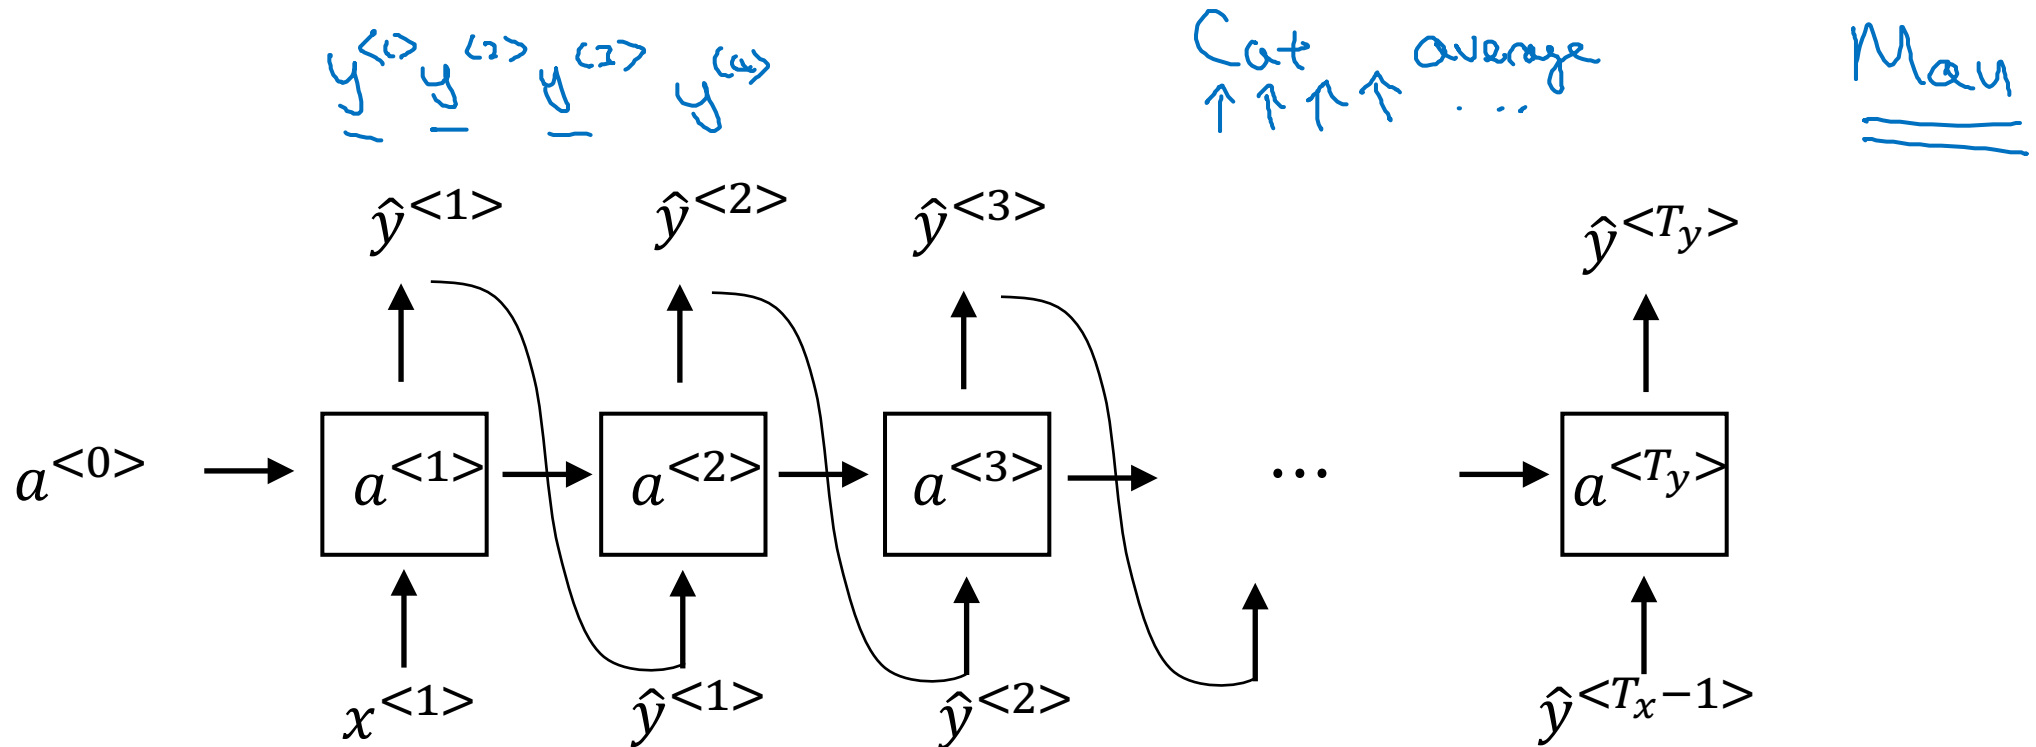 y<1> y<2> y<3> y<4> Cat average Mau
ŷ<1> ŷ<2> ŷ<3> ŷ<Ty>
a<0> a<1> a<2> a<3> ... a<Ty>
x<1> ŷ<1> ŷ<2> ŷ<Tx−1>